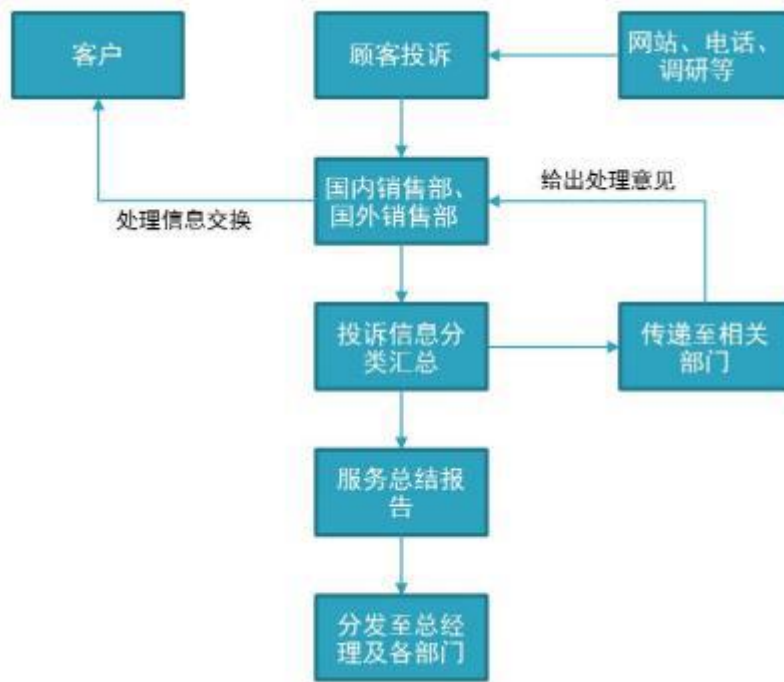 客户
顾客投诉
网站、电话、
调研等
国内销售部、
国外销售部
给出处理意见
处理信息交换
投诉信息分
类汇总
传递至相关
部门
服务总结报
告
分发至总经
理及各部门